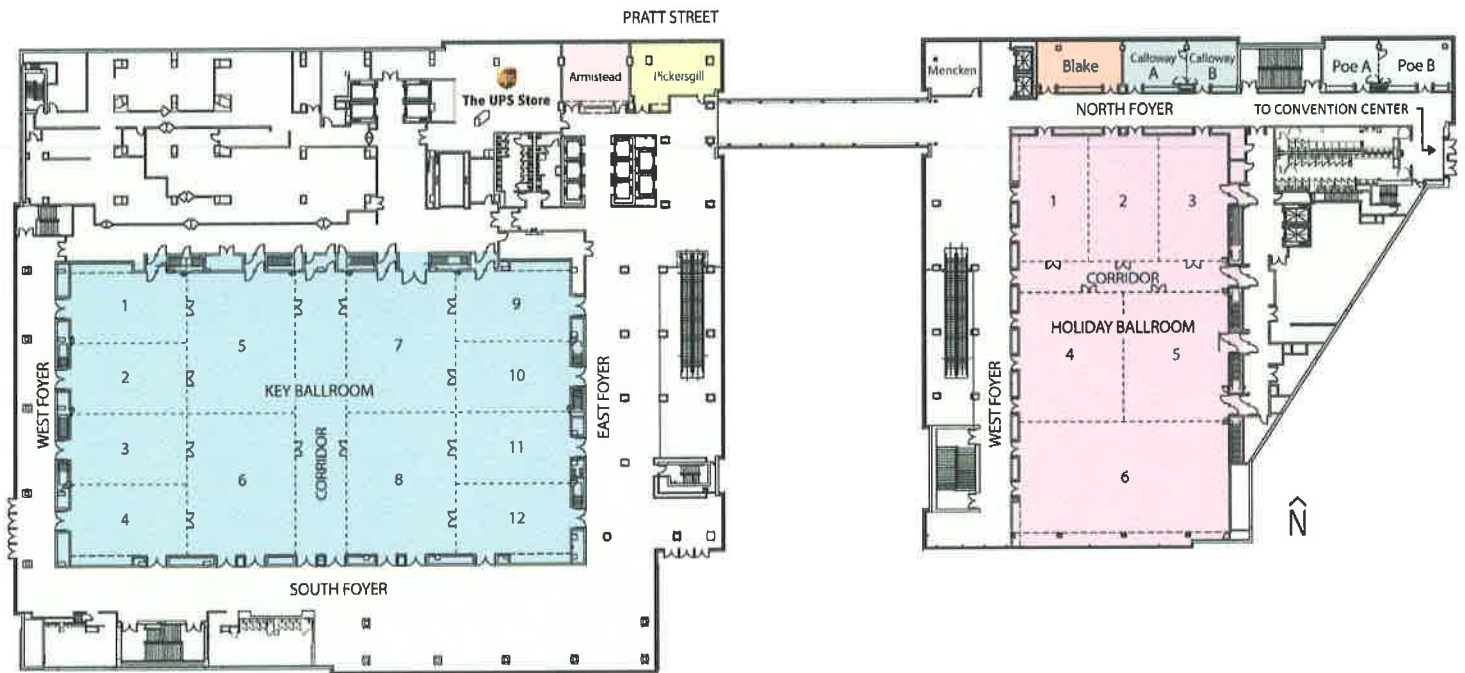 PRATT STREET
The UPS Store
Armistead
Pickersgill
Mencken
Blake
Calloway A
Calloway B
Poe A
Poe B
NORTH FOYER
TO CONVENTION CENTER
1
2
3
4
5
6
7
8
9
10
11
12
KEY BALLROOM
CORRIDOR
WEST FOYER
EAST FOYER
SOUTH FOYER
1
2
3
CORRIDOR
HOLIDAY BALLROOM
4
5
6
WEST FOYER
N